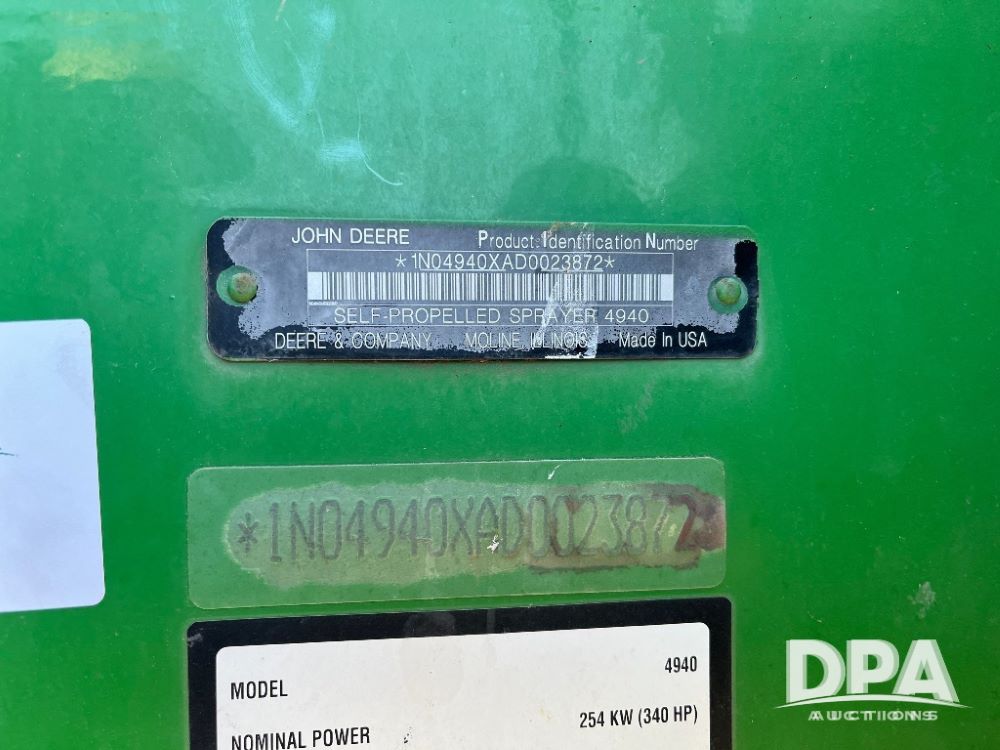 JOHN DEERE Product Identification Number
*1N04940XAD0023872*
SELF-PROPELLED SPRAYER 4940
DEERE & COMPANY MOLINE, ILLINOIS Made In USA
*1N04940XAD0023872
MODEL 4940
NOMINAL POWER 254 KW (340 HP)
DPA
AUCTIONS